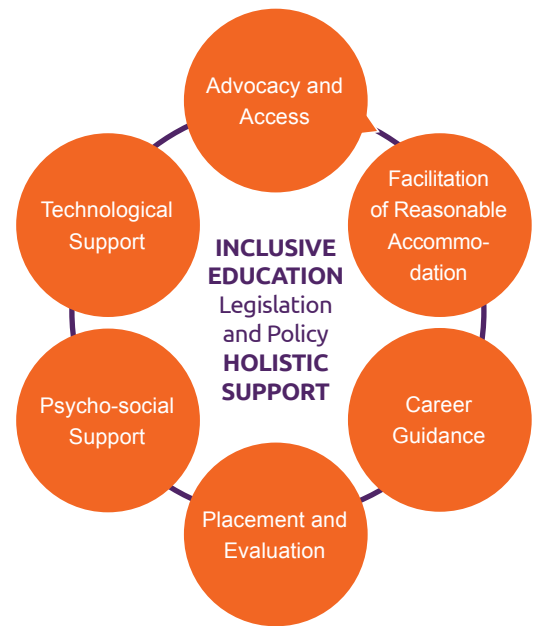 Advocacy and
Access
Facilitation
of Reasonable
Accommo-
dation
Career
Guidance
Placement and
Evaluation
Psycho-social
Support
Technological
Support
INCLUSIVE
EDUCATION
Legislation
and Policy
HOLISTIC
SUPPORT